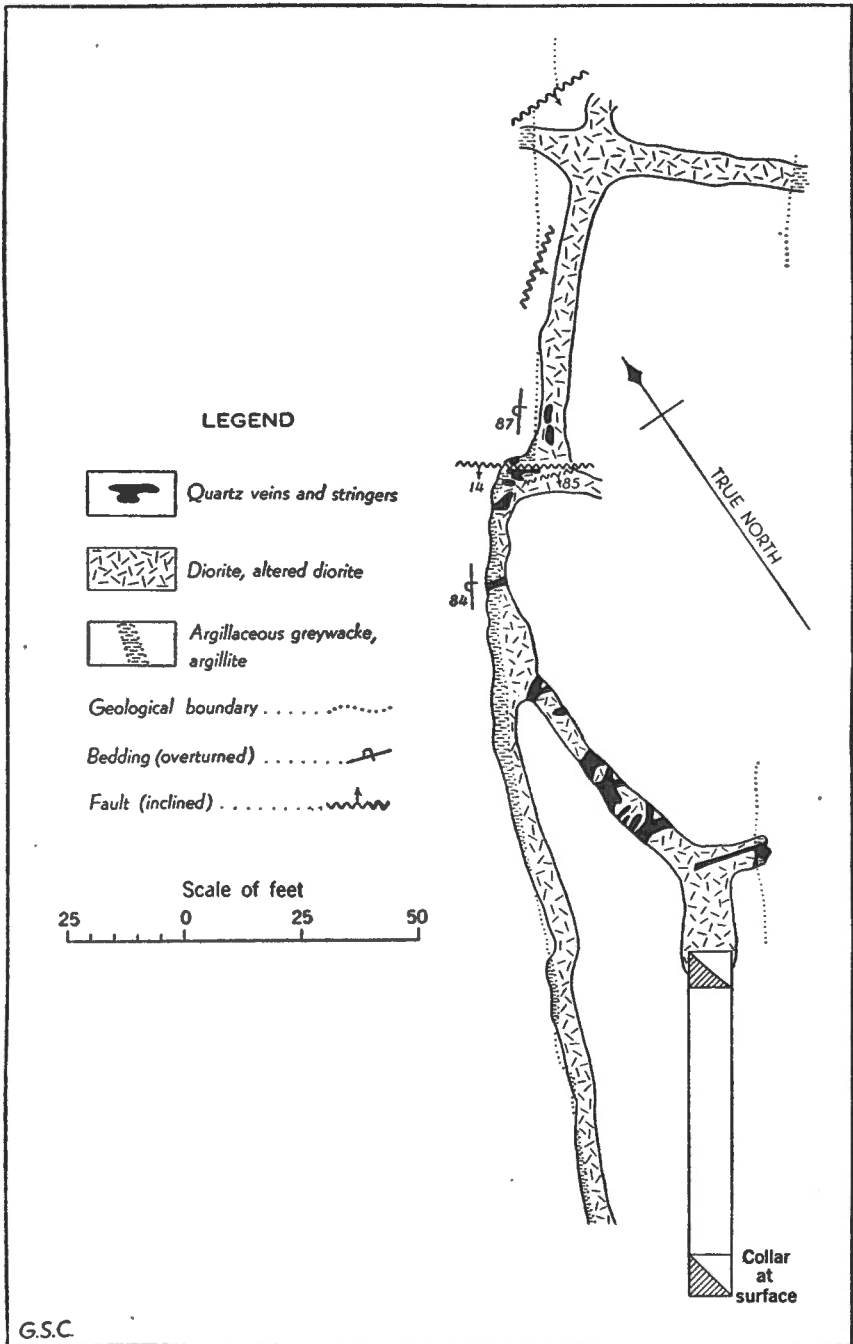 LEGEND
Quartz veins and stringers
Diorite, altered diorite
Argillaceous greywacke,
argillite
Geological boundary ..........
Bedding (overturned) ..........
Fault (inclined) ..........
Scale of feet
25 0 25 50
87
14
85
84
TRUE NORTH
Collar
at
surface
G.S.C.